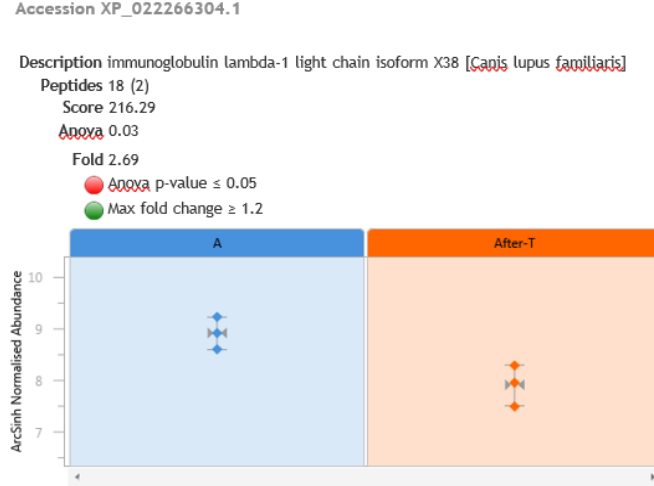 Accession XP_022266304.1
Description immunoglobulin lambda-1 light chain isoform X38 [Canis lupus familiaris]
Peptides 18 (2)
Score 216.29
Anova 0.03
Fold 2.69
Anova p-value ≤ 0.05
Max fold change ≥ 1.2
A
After-T
ArcSinh Normalised Abundance
10
9
8
7